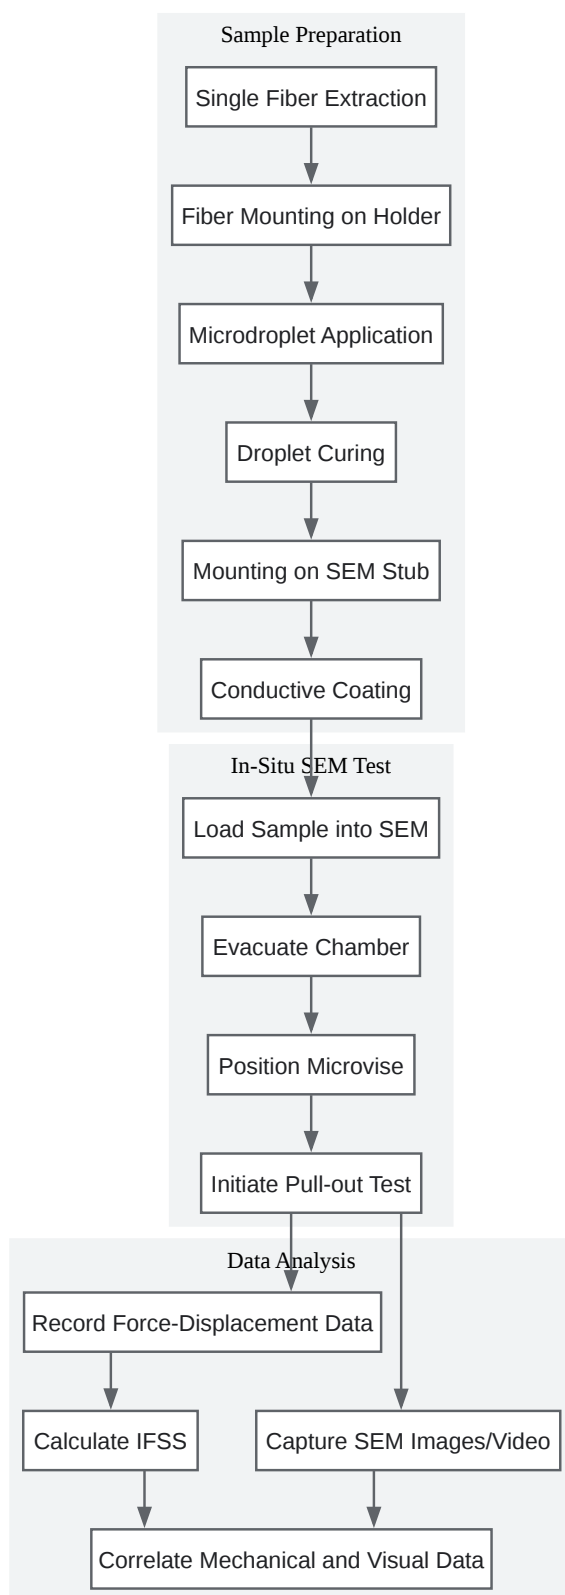 Sample Preparation
Single Fiber Extraction
Fiber Mounting on Holder
Microdroplet Application
Droplet Curing
Mounting on SEM Stub
Conductive Coating
In-Situ SEM Test
Load Sample into SEM
Evacuate Chamber
Position Microvise
Initiate Pull-out Test
Data Analysis
Record Force-Displacement Data
Calculate IFSS
Capture SEM Images/Video
Correlate Mechanical and Visual Data